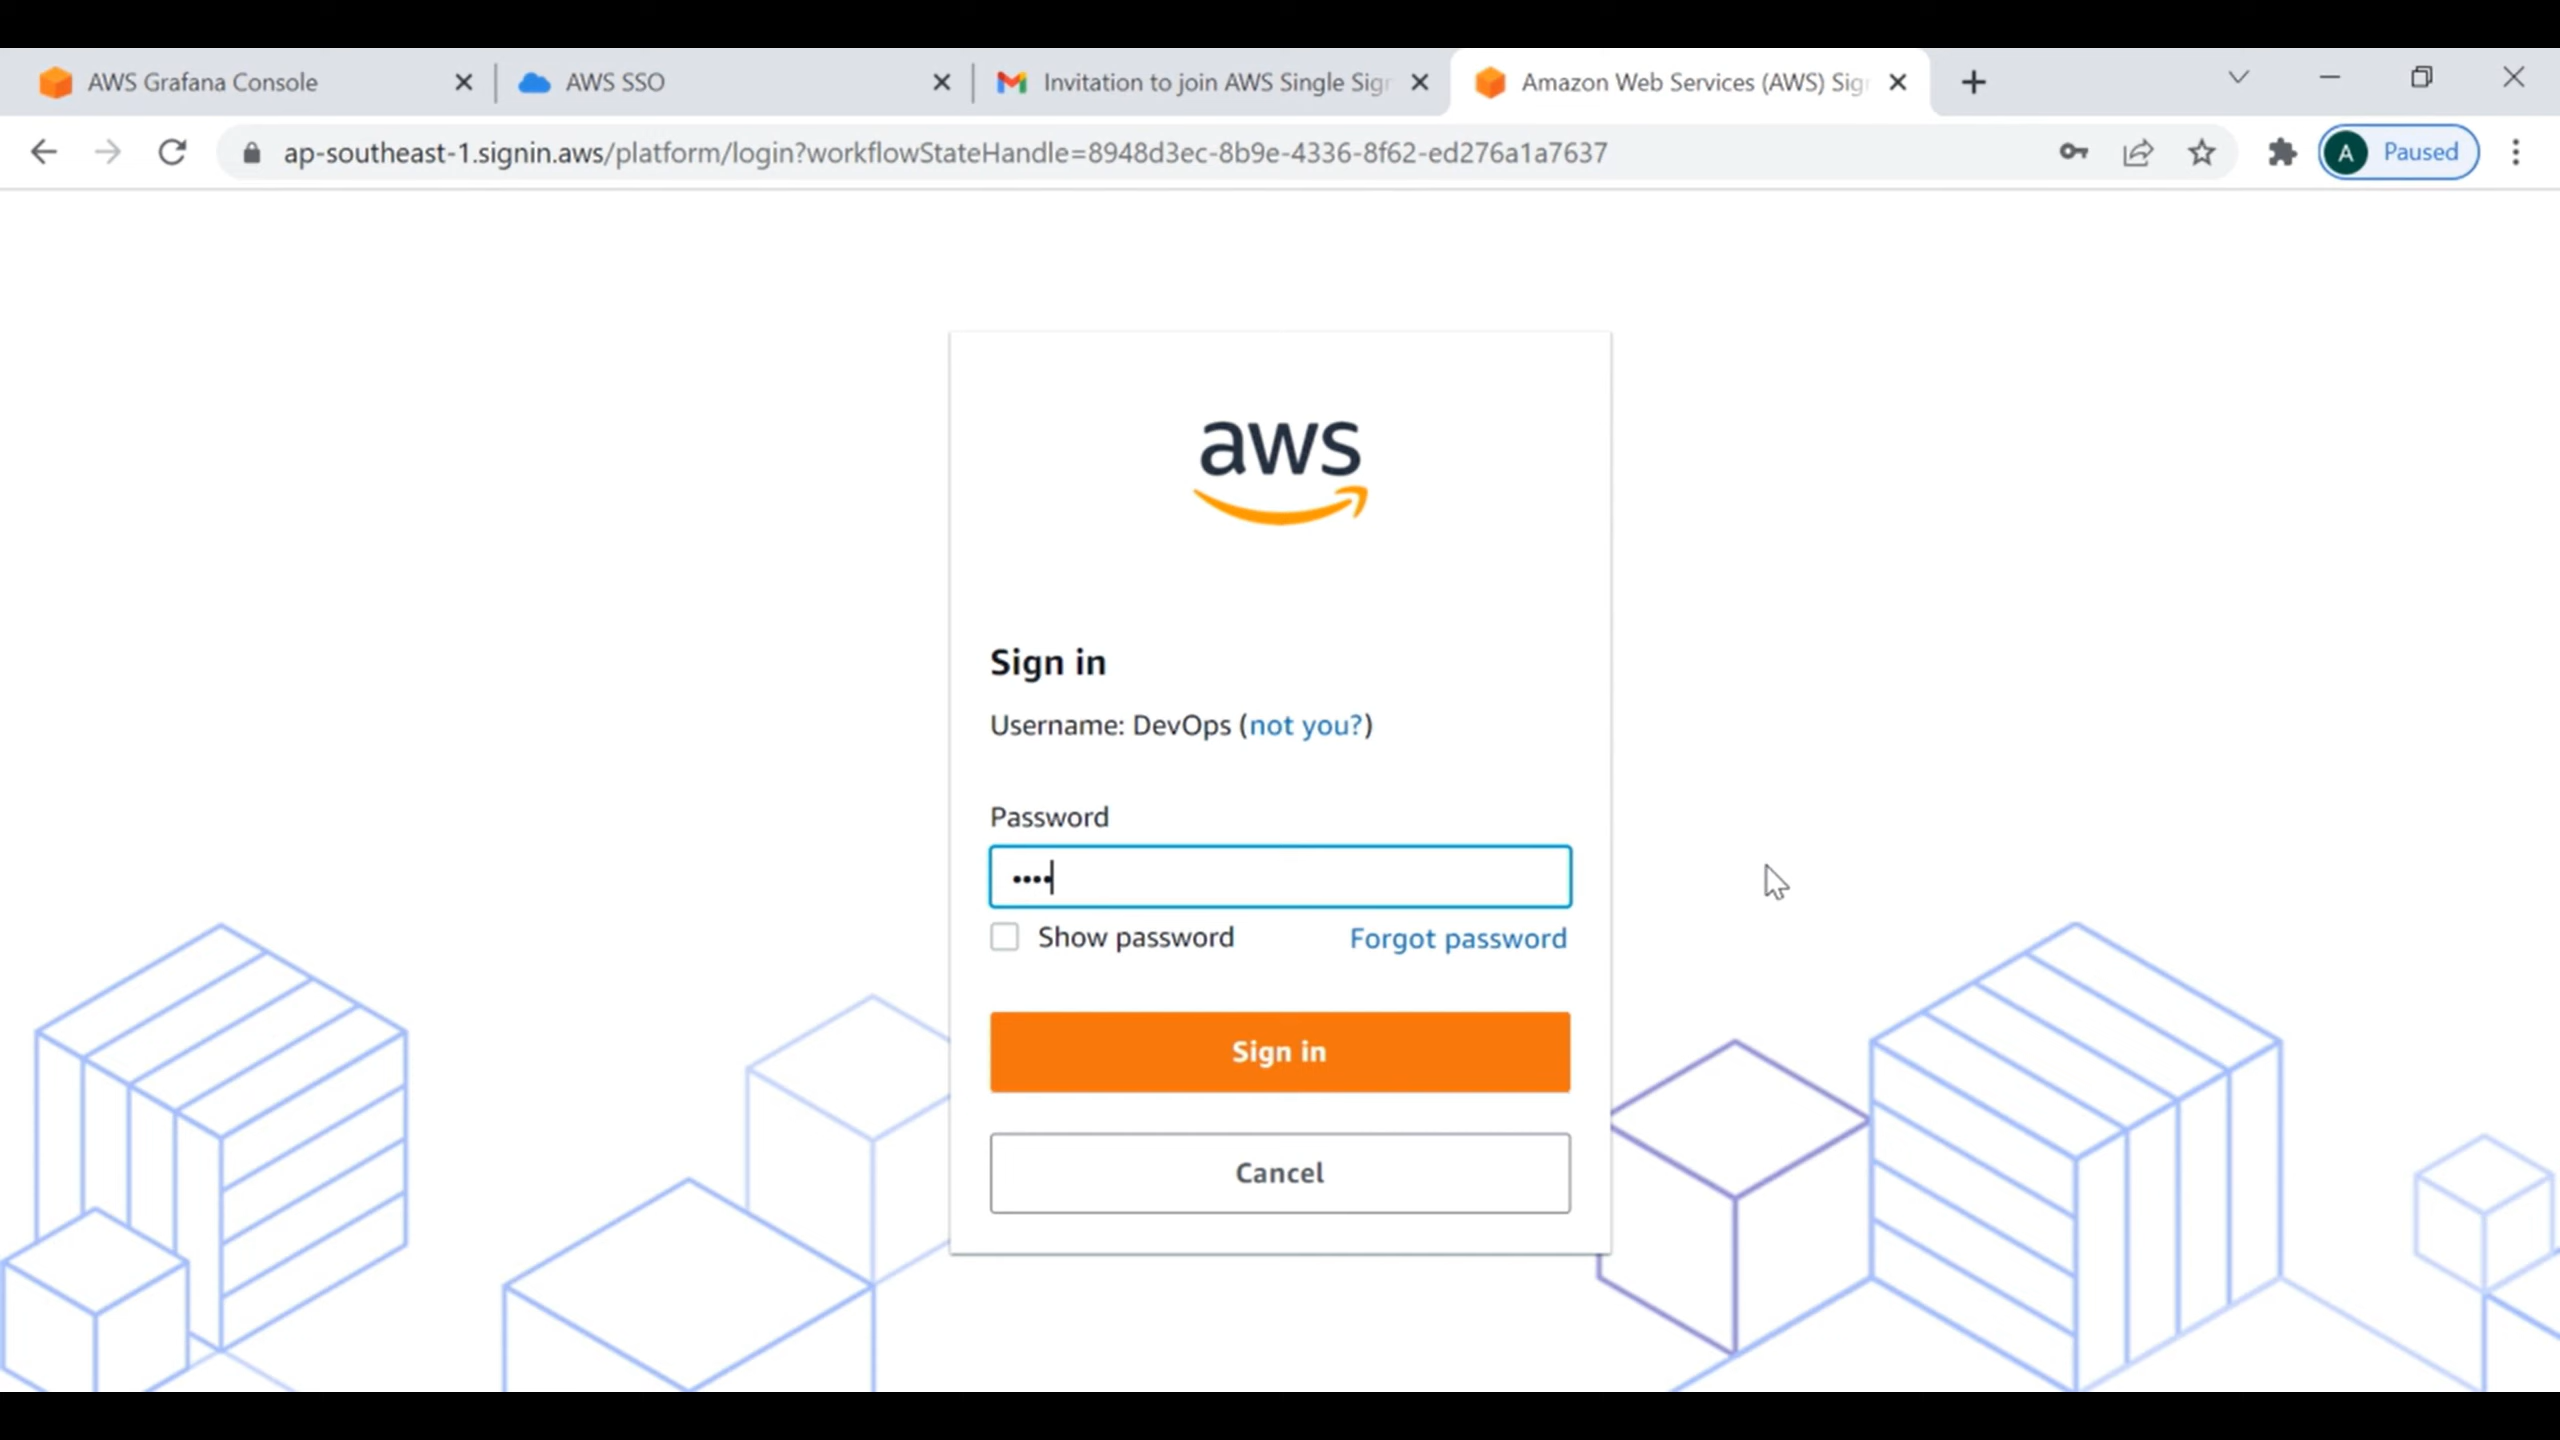 AWS Grafana Console
AWS SSO
Invitation to join AWS Single Sign
Amazon Web Services (AWS) Sig
ap-southeast-1.signin.aws/platform/login?workflowStateHandle=8948d3ec-8b9e-4336-8f62-ed276a1a7637
A
Paused
aws
Sign in
Username: DevOps (not you?)
Password
••••
Show password
Forgot password
Sign in
Cancel